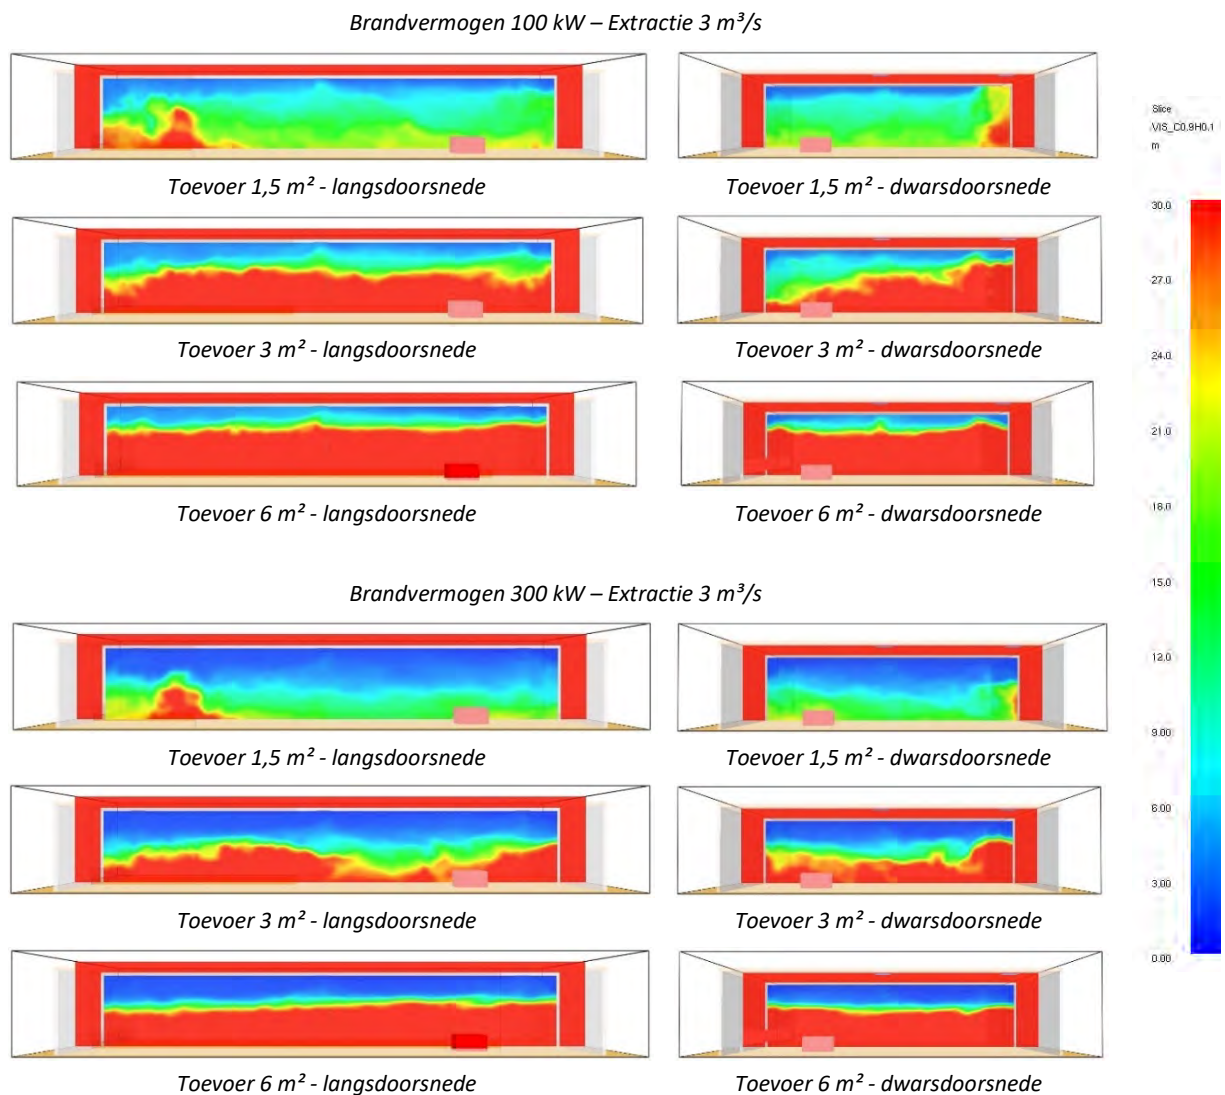 Brandvermogen 100 kW – Extractie 3 m³/s
Toevoer 1,5 m² - langsdoorsnede
Toevoer 1,5 m² - dwarsdoorsnede
Toevoer 3 m² - langsdoorsnede
Toevoer 3 m² - dwarsdoorsnede
Toevoer 6 m² - langsdoorsnede
Toevoer 6 m² - dwarsdoorsnede
Brandvermogen 300 kW – Extractie 3 m³/s
Toevoer 1,5 m² - langsdoorsnede
Toevoer 1,5 m² - dwarsdoorsnede
Toevoer 3 m² - langsdoorsnede
Toevoer 3 m² - dwarsdoorsnede
Toevoer 6 m² - langsdoorsnede
Toevoer 6 m² - dwarsdoorsnede
Slice
VIS_C0.9H0.1
m
30.0
27.0
24.0
21.0
18.0
15.0
12.0
9.00
6.00
3.00
0.00